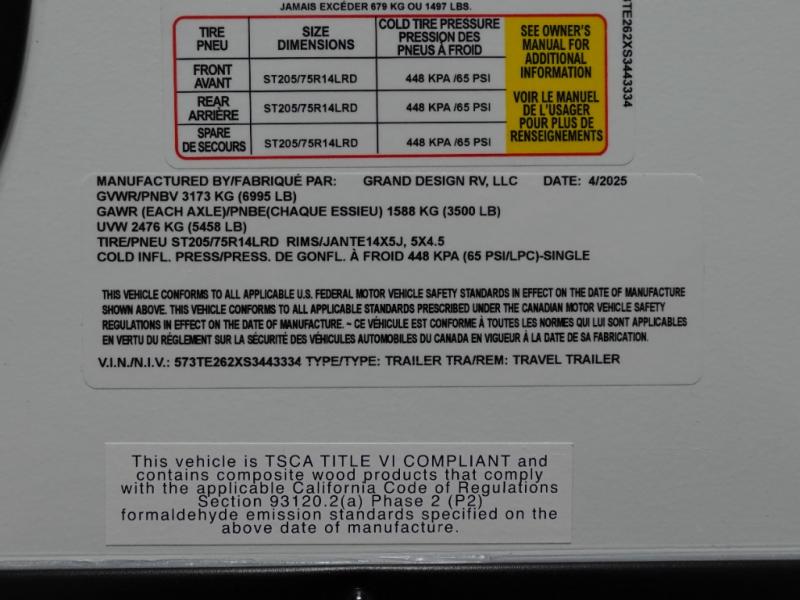 JAMAIS EXCÉDER 679 KG OU 1497 LBS.
TIRE SIZE COLD TIRE PRESSURE
PNEU DIMENSIONS PRESSION DES
PNEUS À FROID
FRONT
AVANT ST205/75R14LRD 448 KPA /65 PSI
REAR
ARRIÈRE ST205/75R14LRD 448 KPA /65 PSI
SPARE
DE SECOURS ST205/75R14LRD 448 KPA /65 PSI
SEE OWNER'S
MANUAL FOR
ADDITIONAL
INFORMATION
VOIR LE MANUEL
DE L'USAGER
POUR PLUS DE
RENSEIGNEMENTS
3TE262XS3443334
MANUFACTURED BY/FABRIQUÉ PAR: GRAND DESIGN RV, LLC DATE: 4/2025
GVWR/PNBV 3173 KG (6995 LB)
GAWR (EACH AXLE)/PNBE(CHAQUE ESSIEU) 1588 KG (3500 LB)
UVW 2476 KG (5458 LB)
TIRE/PNEU ST205/75R14LRD RIMS/JANTE14X5J, 5X4.5
COLD INFL. PRESS/PRESS. DE GONFL. À FROID 448 KPA (65 PSI/LPC)-SINGLE
THIS VEHICLE CONFORMS TO ALL APPLICABLE U.S. FEDERAL MOTOR VEHICLE SAFETY STANDARDS IN EFFECT ON THE DATE OF MANUFACTURE
SHOWN ABOVE. THIS VEHICLE CONFORMS TO ALL APPLICABLE STANDARDS PRESCRIBED UNDER THE CANADIAN MOTOR VEHICLE SAFETY
REGULATIONS IN EFFECT ON THE DATE OF MANUFACTURE. ~ CE VÉHICULE EST CONFORME À TOUTES LES NORMES QUI LUI SONT APPLICABLES
EN VERTU DU RÉGLEMENT SUR LA SÉCURITÉ DES VÉHICULES AUTOMOBILES DU CANADA EN VIGUEUR À LA DATE DE SA FABRICATION.
V.I.N./N.I.V.: 573TE262XS3443334 TYPE/TYPE: TRAILER TRA/REM: TRAVEL TRAILER
This vehicle is TSCA TITLE VI COMPLIANT and
contains composite wood products that comply
with the applicable California Code of Regulations
Section 93120.2(a) Phase 2 (P2)
formaldehyde emission standards specified on the
above date of manufacture.